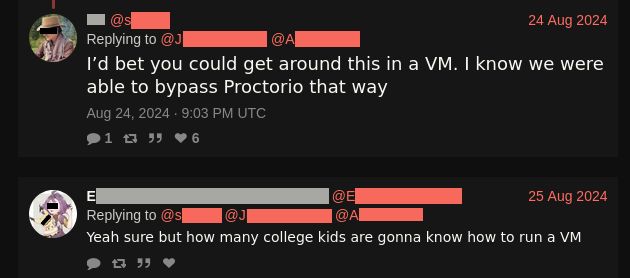 @s
24 Aug 2024
Replying to @J @A
I’d bet you could get around this in a VM. I know we were
able to bypass Proctorio that way
Aug 24, 2024 · 9:03 PM UTC
1 6
E @E
25 Aug 2024
Replying to @s @J @A
Yeah sure but how many college kids are gonna know how to run a VM